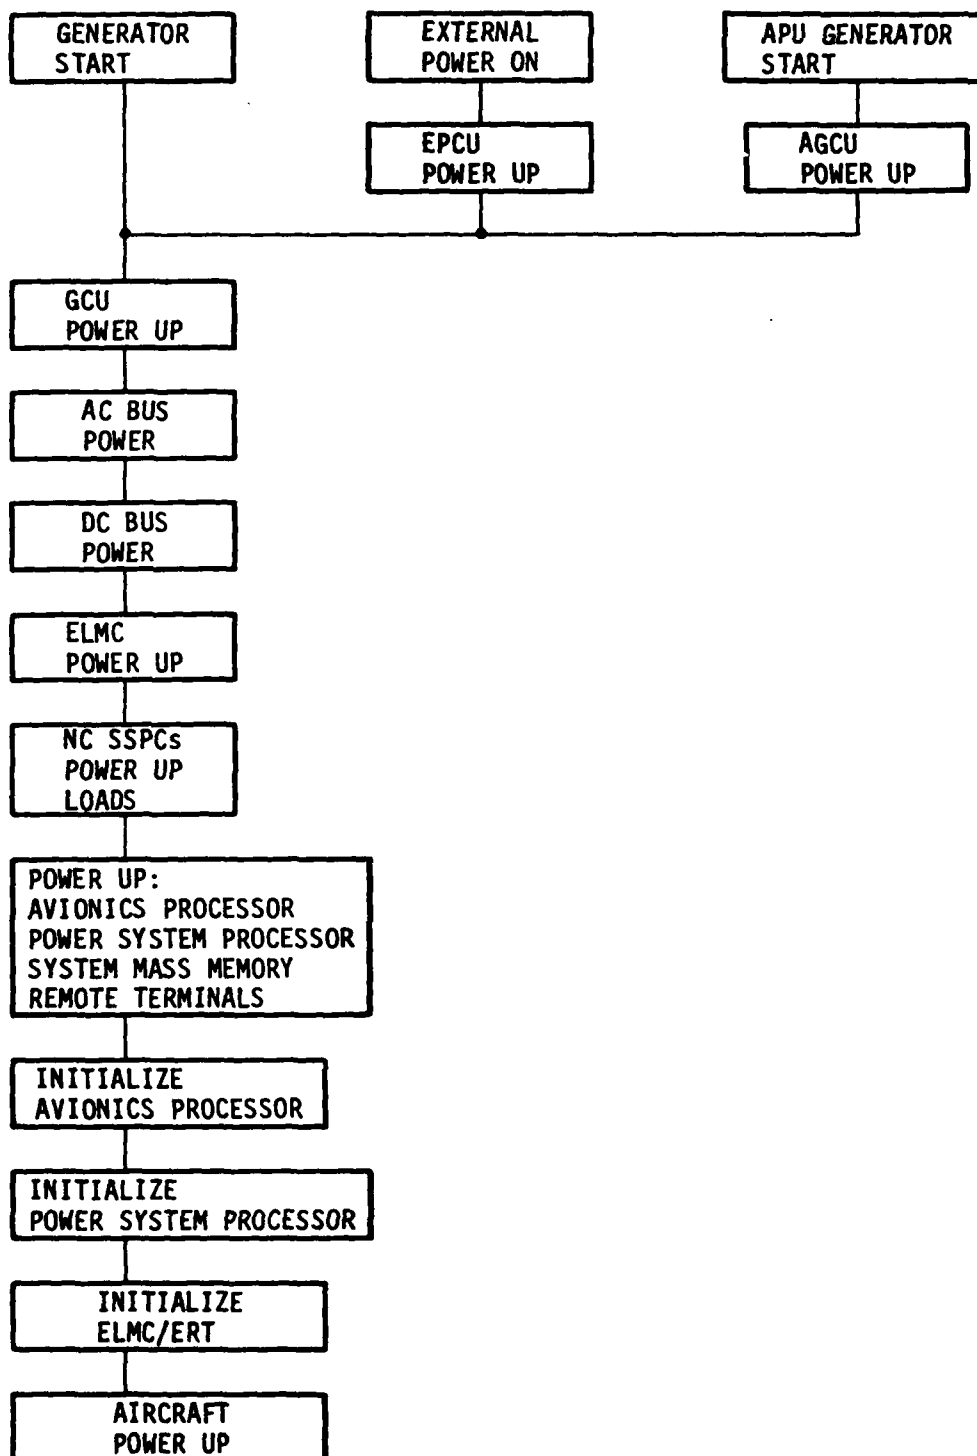 GENERATOR
START
EXTERNAL
POWER ON
APU GENERATOR
START
EPCU
POWER UP
AGCU
POWER UP
GCU
POWER UP
AC BUS
POWER
DC BUS
POWER
ELMC
POWER UP
NC SSPCs
POWER UP
LOADS
POWER UP:
AVIONICS PROCESSOR
POWER SYSTEM PROCESSOR
SYSTEM MASS MEMORY
REMOTE TERMINALS
INITIALIZE
AVIONICS PROCESSOR
INITIALIZE
POWER SYSTEM PROCESSOR
INITIALIZE
ELMC/ERT
AIRCRAFT
POWER UP